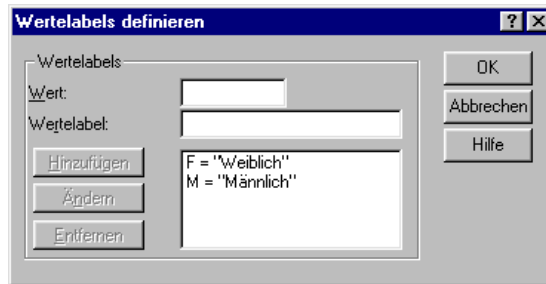 Wertelabels definieren
Wertelabels
Wert:
Wertelabel:
Hinzufügen
Ändern
Entfernen
F = "Weiblich"
M = "Männlich"
OK
Abbrechen
Hilfe